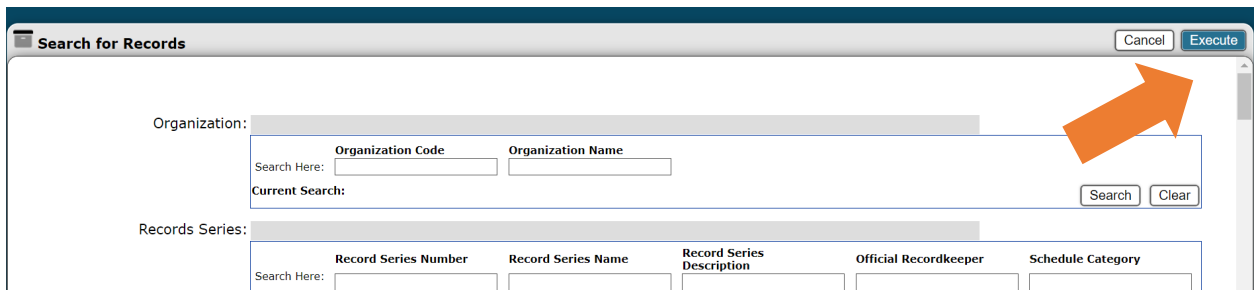 Search for Records
Cancel
Execute
Organization:
Organization Code
Organization Name
Search Here:
Current Search:
Search
Clear
Records Series:
Record Series Number
Record Series Name
Record Series
Description
Official Recordkeeper
Schedule Category
Search Here: